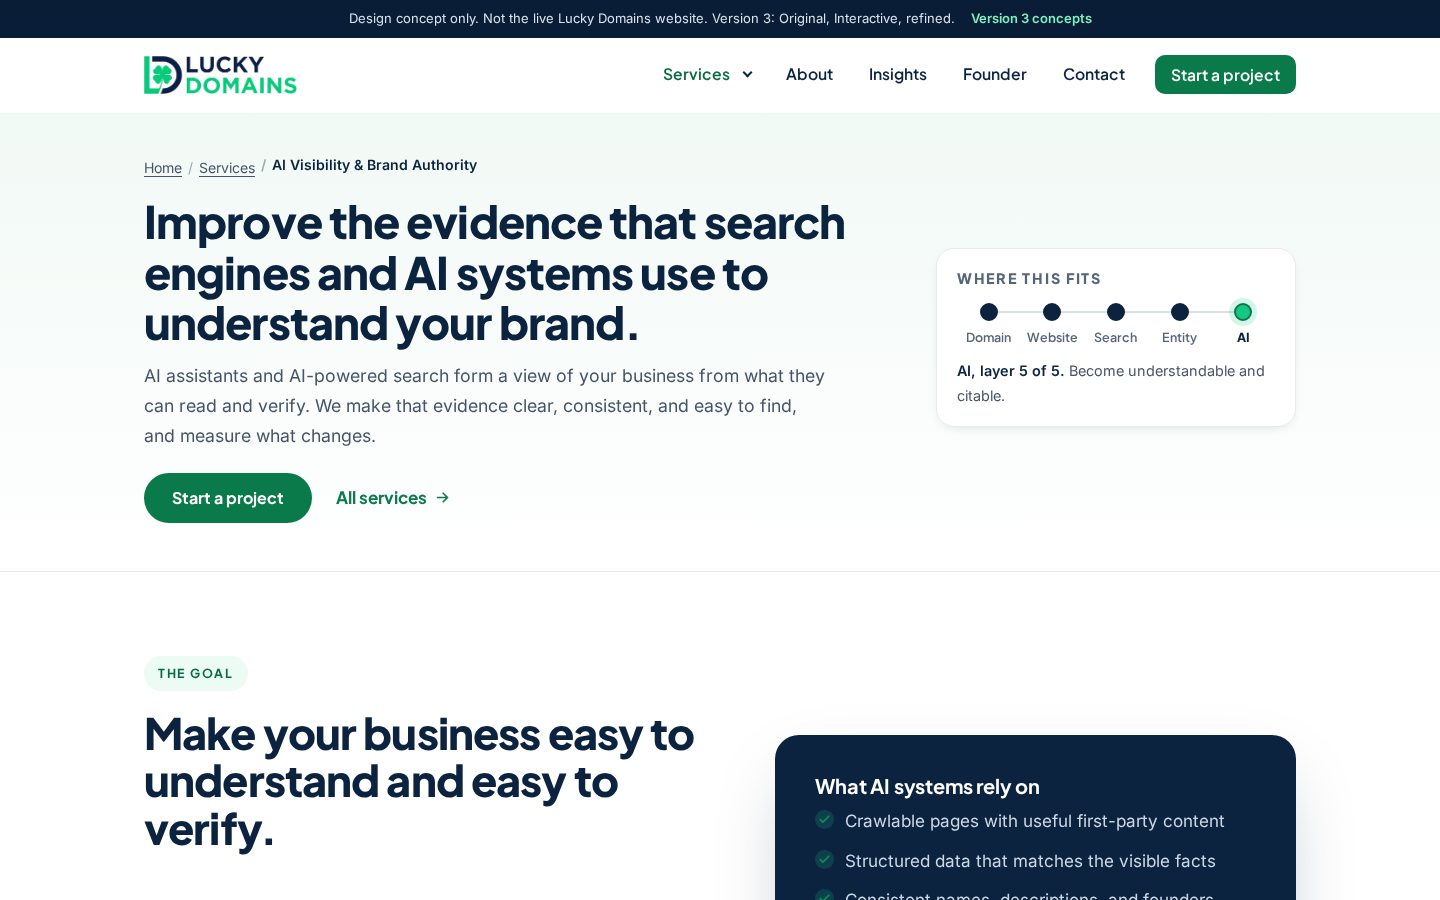 Design concept only. Not the live Lucky Domains website. Version 3: Original, Interactive, refined. Version 3 concepts
LUCKY
DOMAINS
Services
About
Insights
Founder
Contact
Start a project
Home / Services / AI Visibility & Brand Authority
Improve the evidence that search
engines and AI systems use to
understand your brand.
AI assistants and AI-powered search form a view of your business from what they
can read and verify. We make that evidence clear, consistent, and easy to find,
and measure what changes.
Start a project
All services →
WHERE THIS FITS
Domain
Website
Search
Entity
AI
AI, layer 5 of 5. Become understandable and
citable.
THE GOAL
Make your business easy to
understand and easy to
verify.
What AI systems rely on
Crawlable pages with useful first-party content
Structured data that matches the visible facts
Consistent names, descriptions, and founders